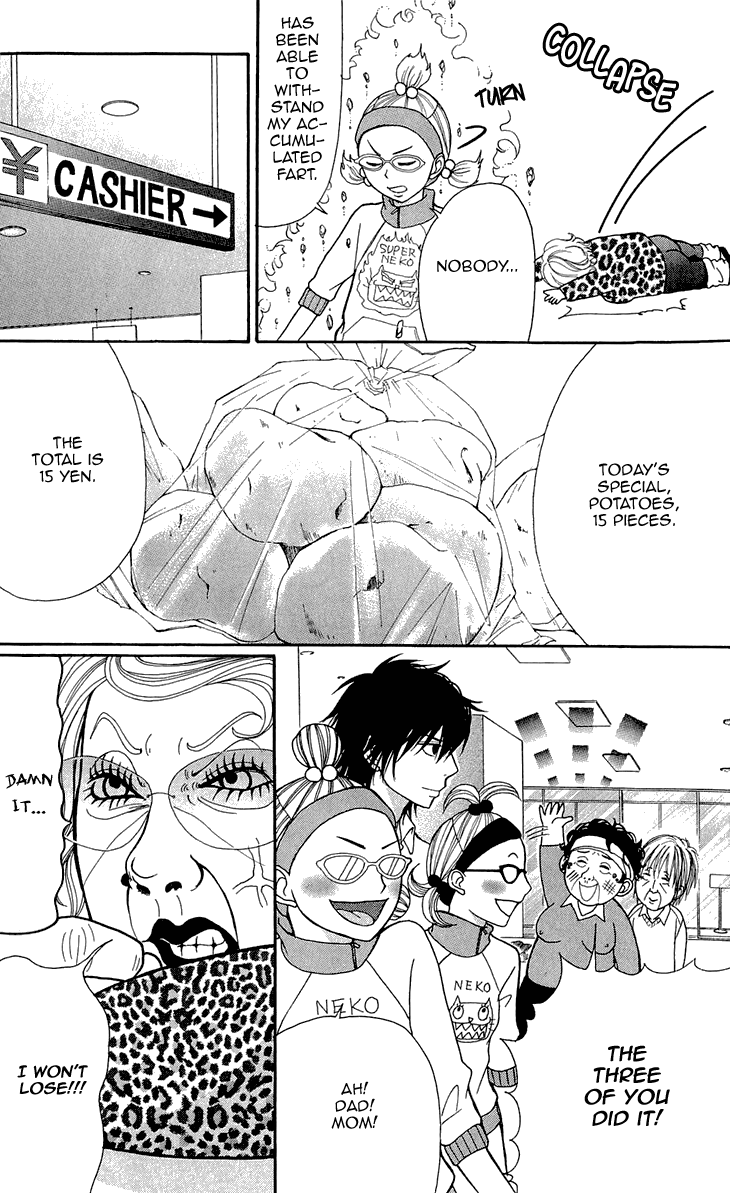 COLLAPSE
TURN
NOBODY...
HAS
BEEN
ABLE
TO
WITH-
STAND
MY AC-
CUMU-
LATED
FART.
SUPER
NEKO
¥ CASHIER →
TODAY'S
SPECIAL,
POTATOES,
15 PIECES.
THE
TOTAL IS
15 YEN.
THE
THREE
OF YOU
DID IT!
AH!
DAD!
MOM!
NEKO
NEKO
DAMN
IT...
I WON'T
LOSE!!!